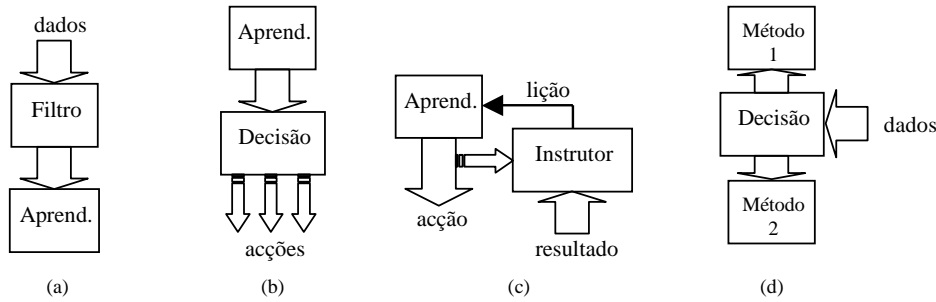 dados
Filtro
Aprend.
(a)
Aprend.
Decisão
acções
(b)
Aprend.
lição
Instrutor
acção
resultado
(c)
Método
1
Decisão
dados
Método
2
(d)